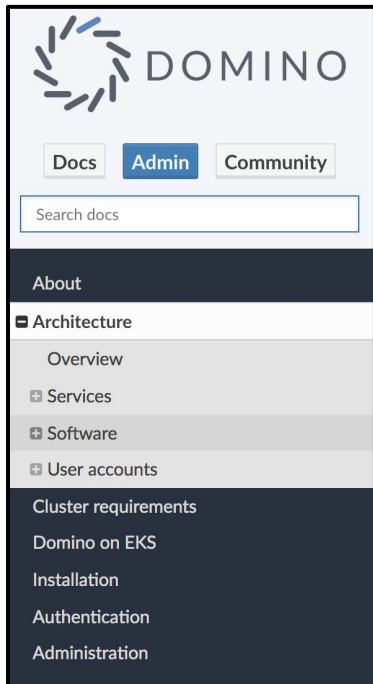 DOMINO
Docs Admin Community
Search docs
About
Architecture
Overview
Services
Software
User accounts
Cluster requirements
Domino on EKS
Installation
Authentication
Administration